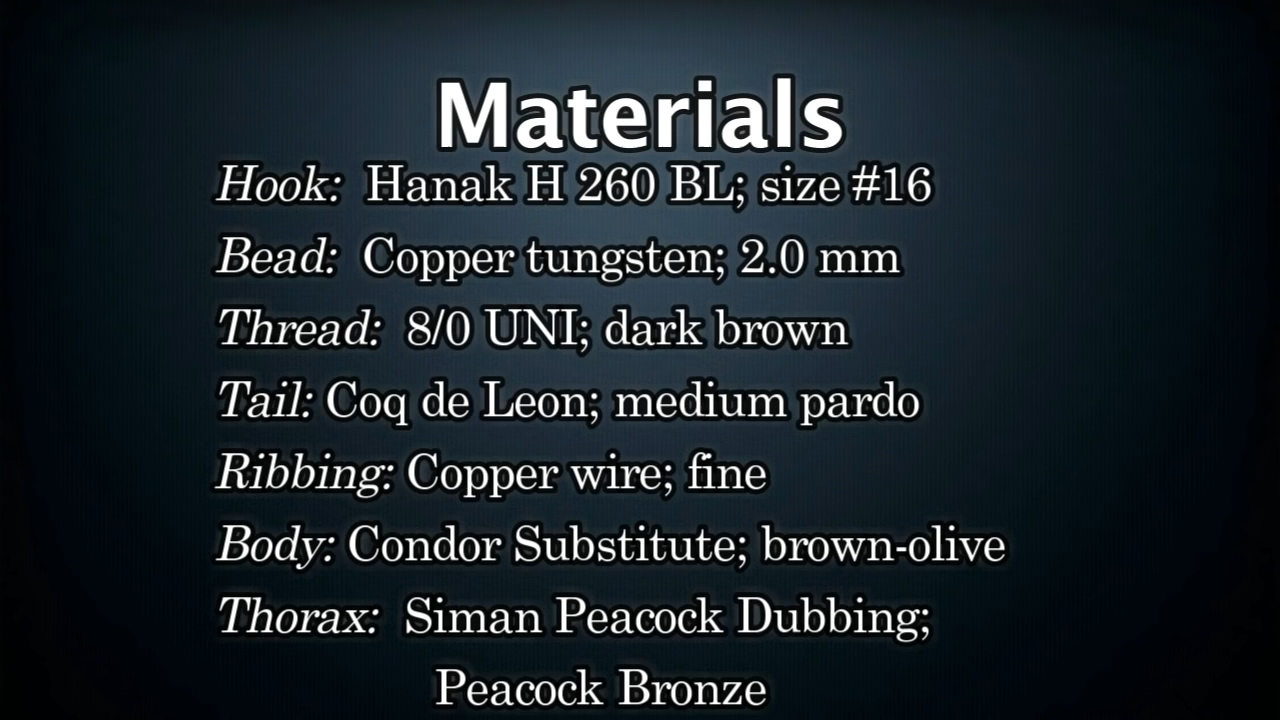 Materials
Hook: Hanak H 260 BL; size #16
Bead: Copper tungsten; 2.0 mm
Thread: 8/0 UNI; dark brown
Tail: Coq de Leon; medium pardo
Ribbing: Copper wire; fine
Body: Condor Substitute; brown-olive
Thorax: Siman Peacock Dubbing;
Peacock Bronze